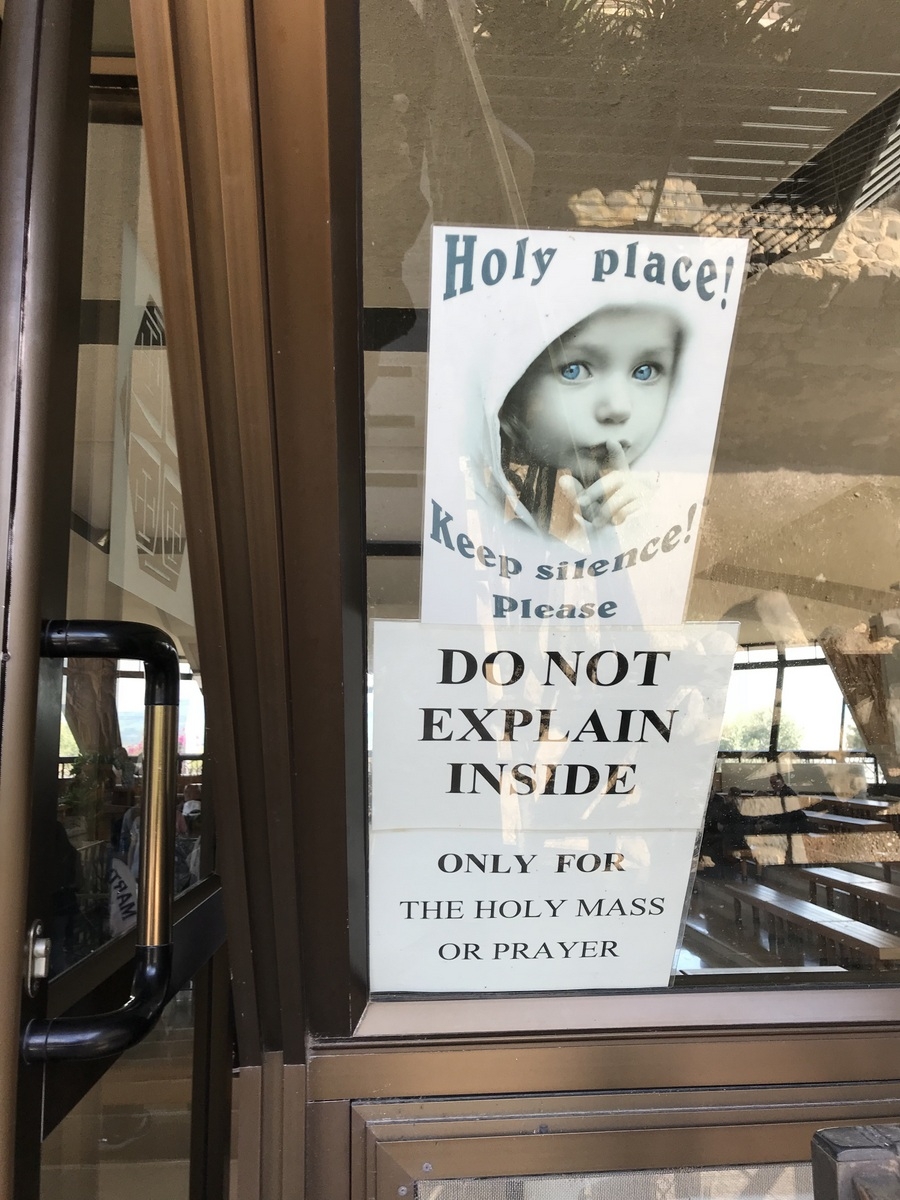 Holy place!
Keep silence!
Please
DO NOT
EXPLAIN
INSIDE
ONLY FOR
THE HOLY MASS
OR PRAYER